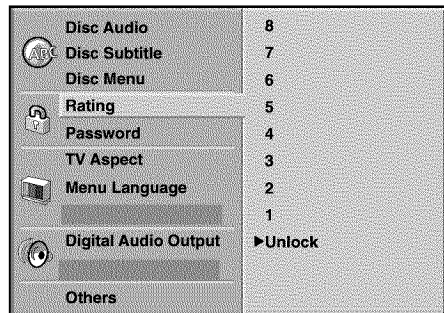 Disc Audio
Disc Subtitle
Disc Menu
Rating
Password
TV Aspect
Menu Language
Digital Audio Output
Others
8
7
6
5
4
3
2
1
▶Unlock
ABC